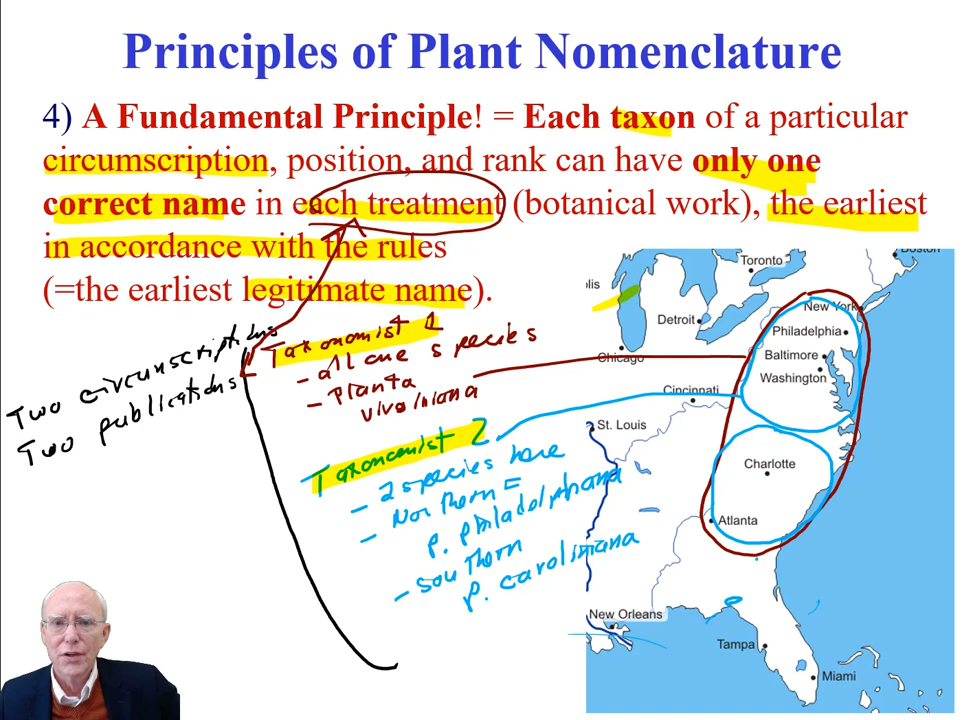 Principles of Plant Nomenclature
4) A Fundamental Principle! = Each taxon of a particular
circumscription, position, and rank can have only one
correct name in each treatment (botanical work), the earliest
in accordance with the rules
(=the earliest legitimate name).
Two circumscriptions
Two publications
Taxonomist 1
- all one species
- Planta
virginiana
Taxonomist 2
- 2 species here
- Northern =
P. philadelphiana
- Southern
P. caroliniana
Boston
Toronto
olis
New York
Detroit
Philadelphia
Chicago
Baltimore
Washington
Cincinnati
St. Louis
Charlotte
Atlanta
New Orleans
Tampa
Miami